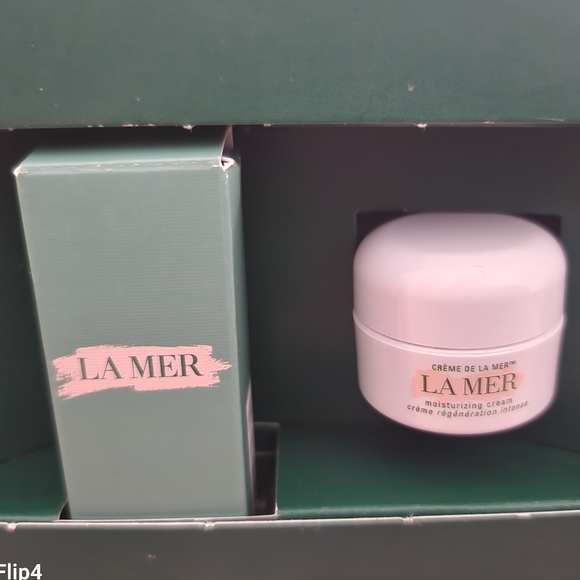 LA MER
CRÈME DE LA MER™
LA MER
moisturizing cream
crème régénération intense
Flip4